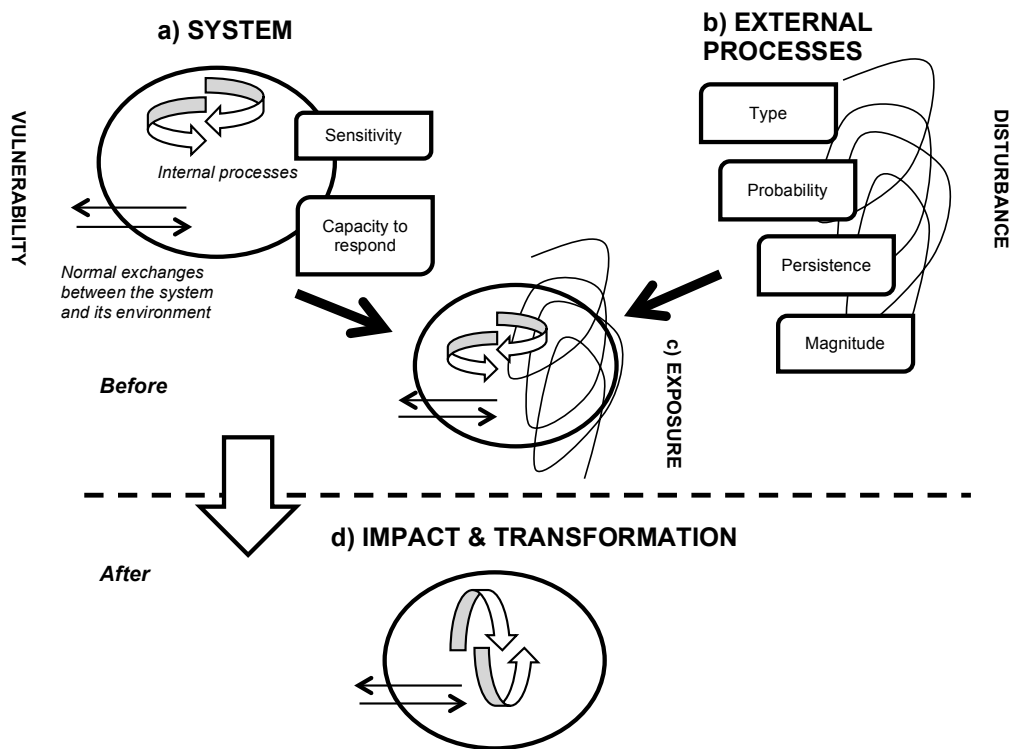 a) SYSTEM
b) EXTERNAL
PROCESSES
VULNERABILITY
DISTURBANCE
Type
Sensitivity
Internal processes
Probability
Capacity to
respond
Normal exchanges
between the system
and its environment
Persistence
Magnitude
c) EXPOSURE
Before
d) IMPACT & TRANSFORMATION
After